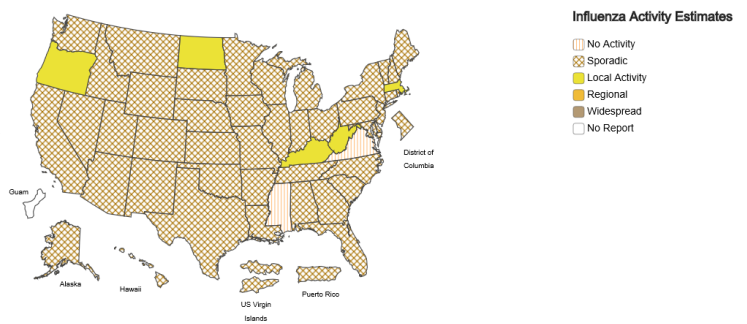 Influenza Activity Estimates
No Activity
Sporadic
Local Activity
Regional
Widespread
No Report
District of
Columbia
Guam
Alaska
Hawaii
US Virgin
Islands
Puerto Rico